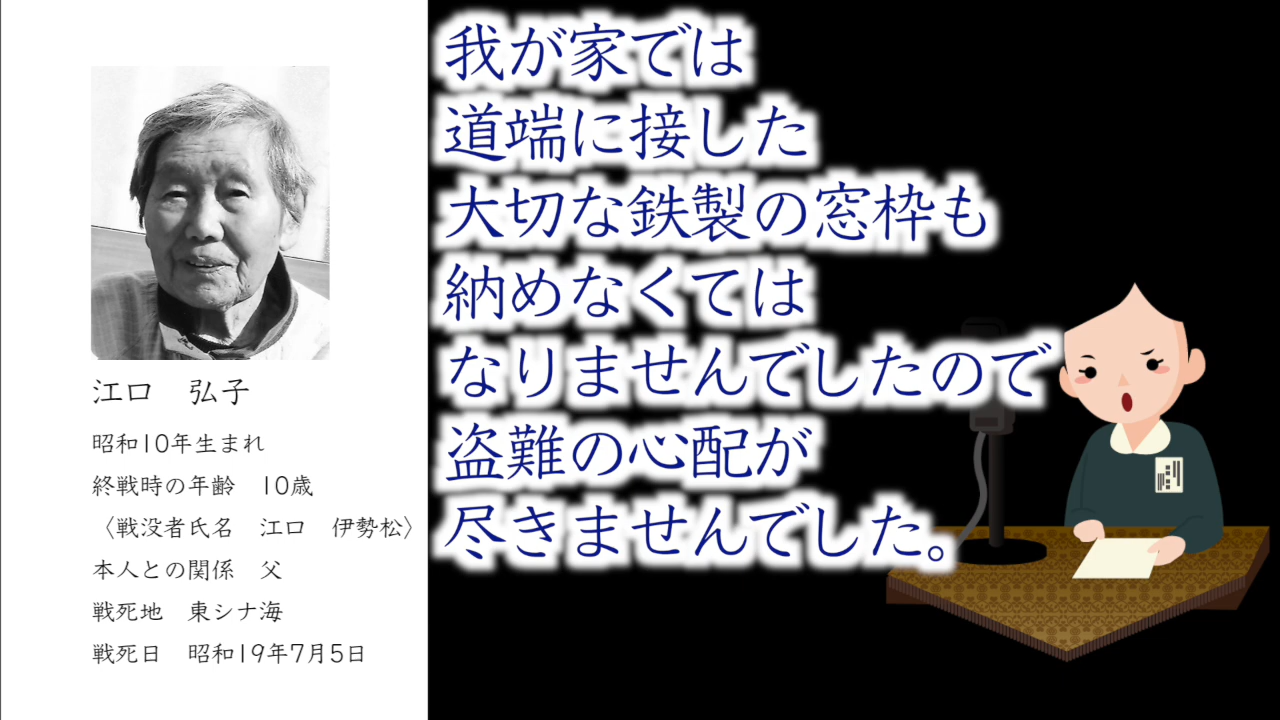 江口　弘子
昭和10年生まれ
終戦時の年齢　10歳
〈戦没者氏名　江口　伊勢松〉
本人との関係　父
戦死地　東シナ海
戦死日　昭和19年7月5日
我が家では
道端に接した
大切な鉄製の窓枠も
納めなくては
なりませんでしたので
盗難の心配が
尽きませんでした。